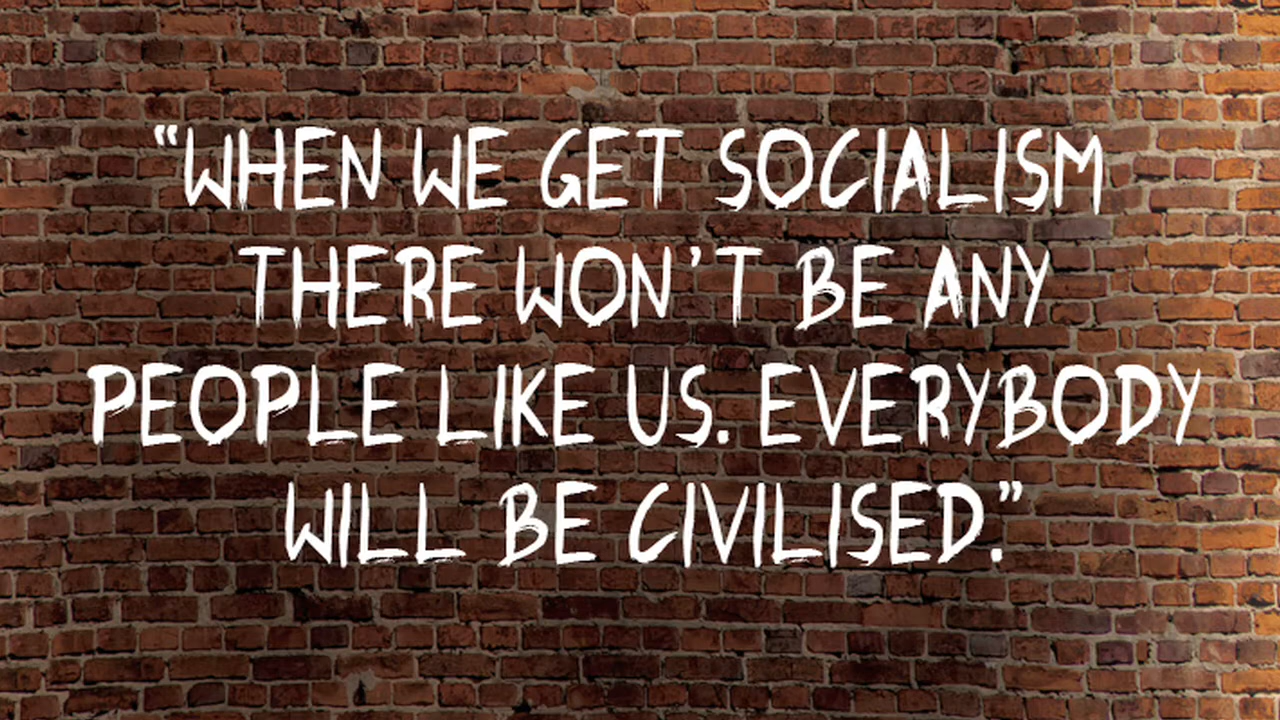 “WHEN WE GET SOCIALISM
THERE WON’T BE ANY
PEOPLE LIKE US. EVERYBODY
WILL BE CIVILISED.”